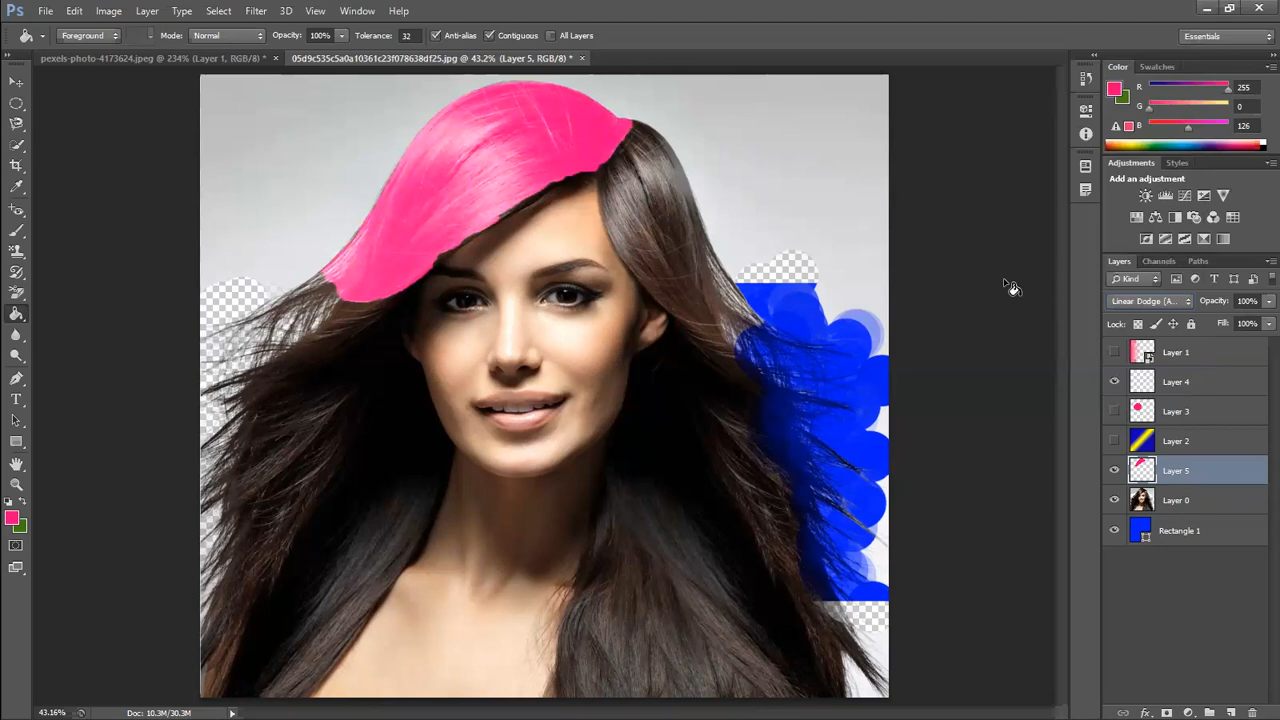 Ps File Edit Image Layer Type Select Filter 3D View Window Help
Foreground Mode: Normal Opacity: 100% Tolerance: 32 Anti-alias Contiguous All Layers Essentials
pexels-photo-4173624.jpeg @ 234% (Layer 1, RGB/8) * × 05d9c535c5a0a10361c23f078638df25.jpg @ 43.2% (Layer 5, RGB/8) * ×
Color Swatches
R 255
G 0
B 126
Adjustments Styles
Add an adjustment
Layers Channels Paths
Kind
Linear Dodge (A... Opacity: 100%
Lock: Fill: 100%
Layer 1
Layer 4
Layer 3
Layer 2
Layer 5
Layer 0
Rectangle 1
T
fx
43.16% Doc: 10.3M/30.3M